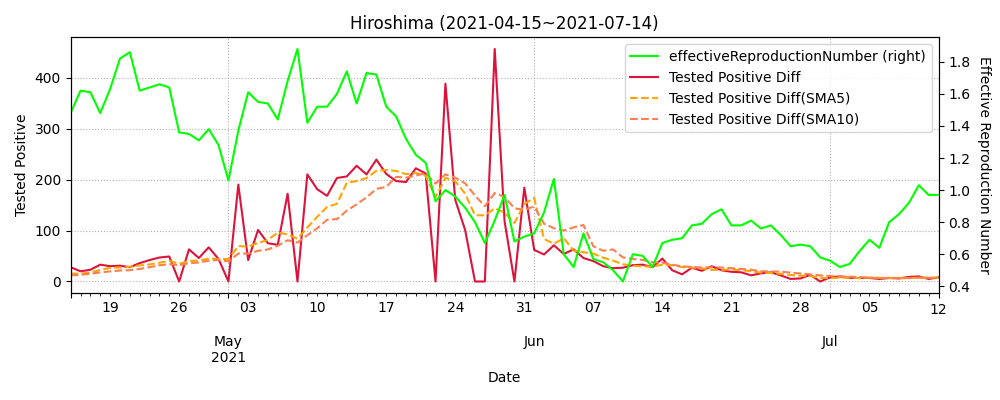 Hiroshima (2021-04-15~2021-07-14)
effectiveReproductionNumber (right)
Tested Positive Diff
Tested Positive Diff(SMA5)
Tested Positive Diff(SMA10)
Tested Positive
400
300
200
100
0
1.8
1.6
1.4
1.2
1.0
0.8
0.6
0.4
Effective Reproduction Number
19 26 03 10 17 24 31 07 14 21 28 05 12
May Jun Jul
2021
Date